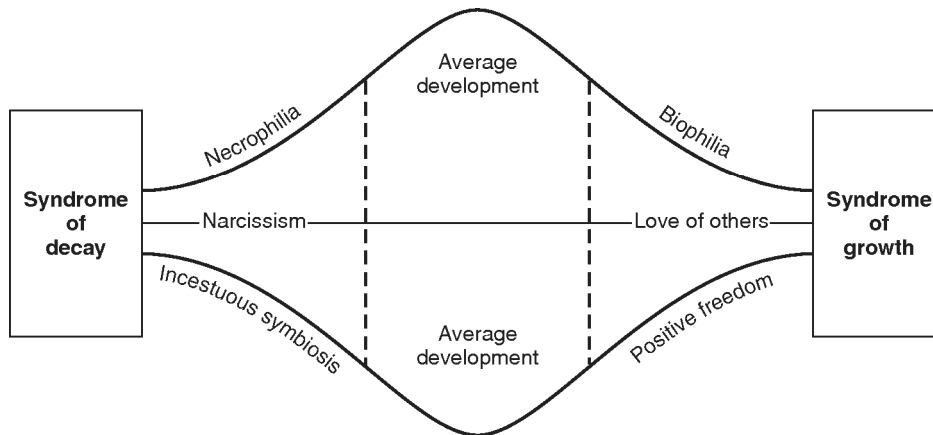 Average
development
Necrophilia
Biophilia
Syndrome
of
decay
Narcissism
Love of others
Syndrome
of
growth
Incestuous symbiosis
Positive freedom
Average
development